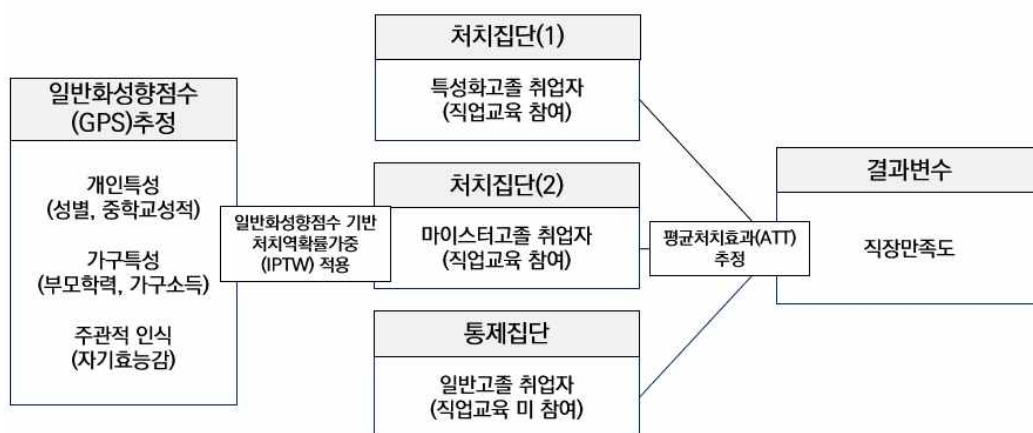 일반화성향점수
(GPS)추정
개인특성
(성별, 중학교성적)
가구특성
(부모학력, 가구소득)
주관적 인식
(자기효능감)
일반화성향점수 기반
처치역확률가중
(IPTW) 적용
처치집단(1)
특성화고졸 취업자
(직업교육 참여)
처치집단(2)
마이스터고졸 취업자
(직업교육 참여)
통제집단
일반고졸 취업자
(직업교육 미 참여)
평균처치효과(ATT)
추정
결과변수
직장만족도